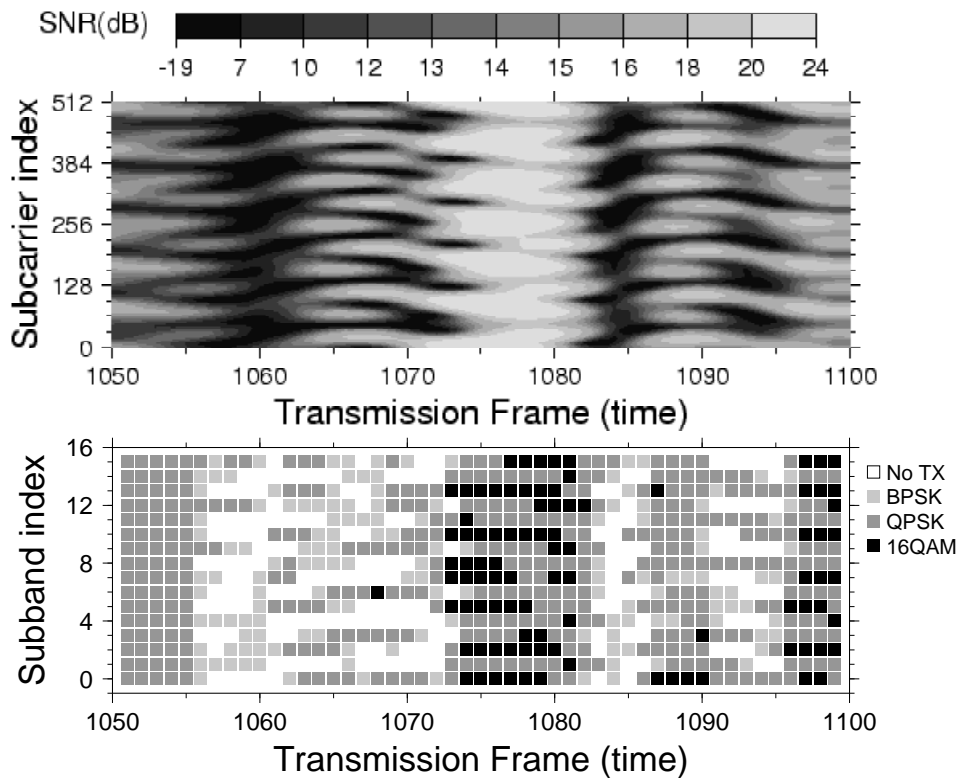 SNR(dB)
-19 7 10 12 13 14 15 16 18 20 24
Subcarrier index
512
384
256
128
0
1050 1060 1070 1080 1090 1100
Transmission Frame (time)
Subband index
16
12
8
4
0
No TX
BPSK
QPSK
16QAM
1050 1060 1070 1080 1090 1100
Transmission Frame (time)